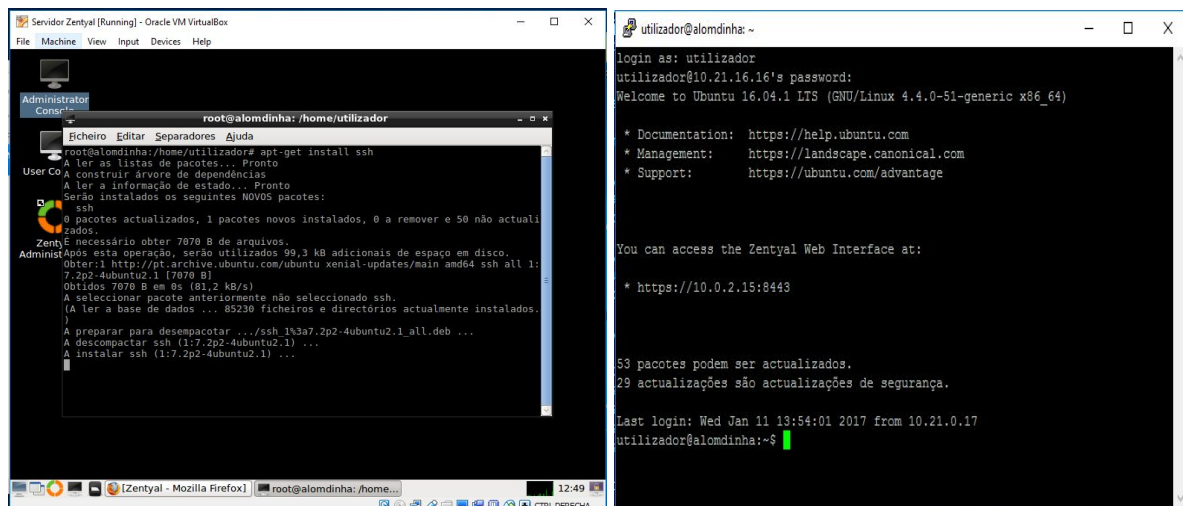 Servidor Zentyal [Running] - Oracle VM VirtualBox
File Machine View Input Devices Help
Administrator
Console
User Co
Zenty
Administ
root@alomdinha: /home/utilizador
Ficheiro Editar Separadores Ajuda
root@alomdinha:/home/utilizador# apt-get install ssh
A ler as listas de pacotes... Pronto
A construir árvore de dependências
A ler a informação de estado... Pronto
Serão instalados os seguintes NOVOS pacotes:
ssh
0 pacotes actualizados, 1 pacotes novos instalados, 0 a remover e 50 não actuali
zados.
É necessário obter 7070 B de arquivos.
Após esta operação, serão utilizados 99,3 kB adicionais de espaço em disco.
Obter:1 http://pt.archive.ubuntu.com/ubuntu xenial-updates/main amd64 ssh all 1:
7.2p2-4ubuntu2.1 [7070 B]
Obtidos 7070 B em 0s (81,2 kB/s)
A seleccionar pacote anteriormente não seleccionado ssh.
(A ler a base de dados ... 85230 ficheiros e directórios actualmente instalados.
)
A preparar para desempacotar .../ssh_1%3a7.2p2-4ubuntu2.1_all.deb ...
A descompactar ssh (1:7.2p2-4ubuntu2.1) ...
A instalar ssh (1:7.2p2-4ubuntu2.1) ...
[Zentyal - Mozilla Firefox]
root@alomdinha: /home...
12:49
CTRL DERECHA
utilizador@alomdinha: ~
login as: utilizador
utilizador@10.21.16.16's password:
Welcome to Ubuntu 16.04.1 LTS (GNU/Linux 4.4.0-51-generic x86_64)
* Documentation: https://help.ubuntu.com
* Management: https://landscape.canonical.com
* Support: https://ubuntu.com/advantage
You can access the Zentyal Web Interface at:
* https://10.0.2.15:8443
53 pacotes podem ser actualizados.
29 actualizações são actualizações de segurança.
Last login: Wed Jan 11 13:54:01 2017 from 10.21.0.17
utilizador@alomdinha:~$